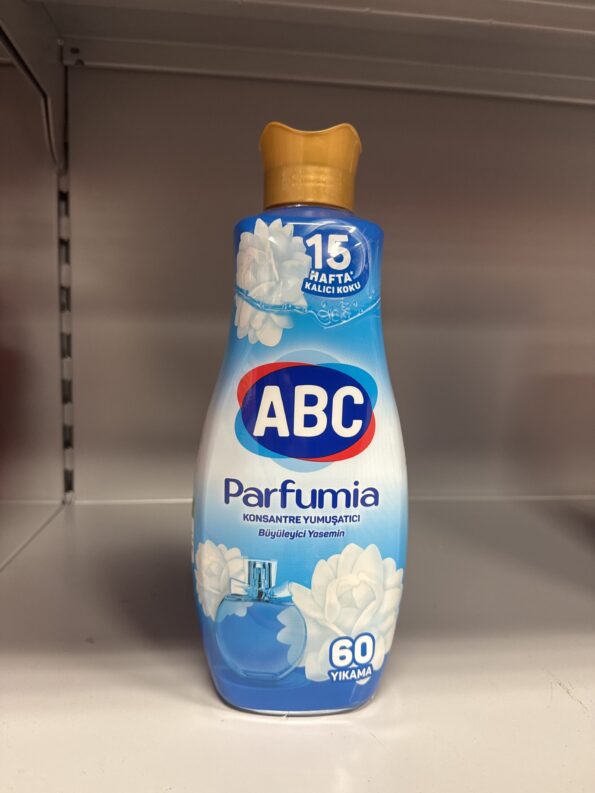 15
HAFTA*
KALICI KOKU
ABC
Parfumia
KONSANTRE YUMUŞATICI
Büyüleyici Yasemin
60
YIKAMA